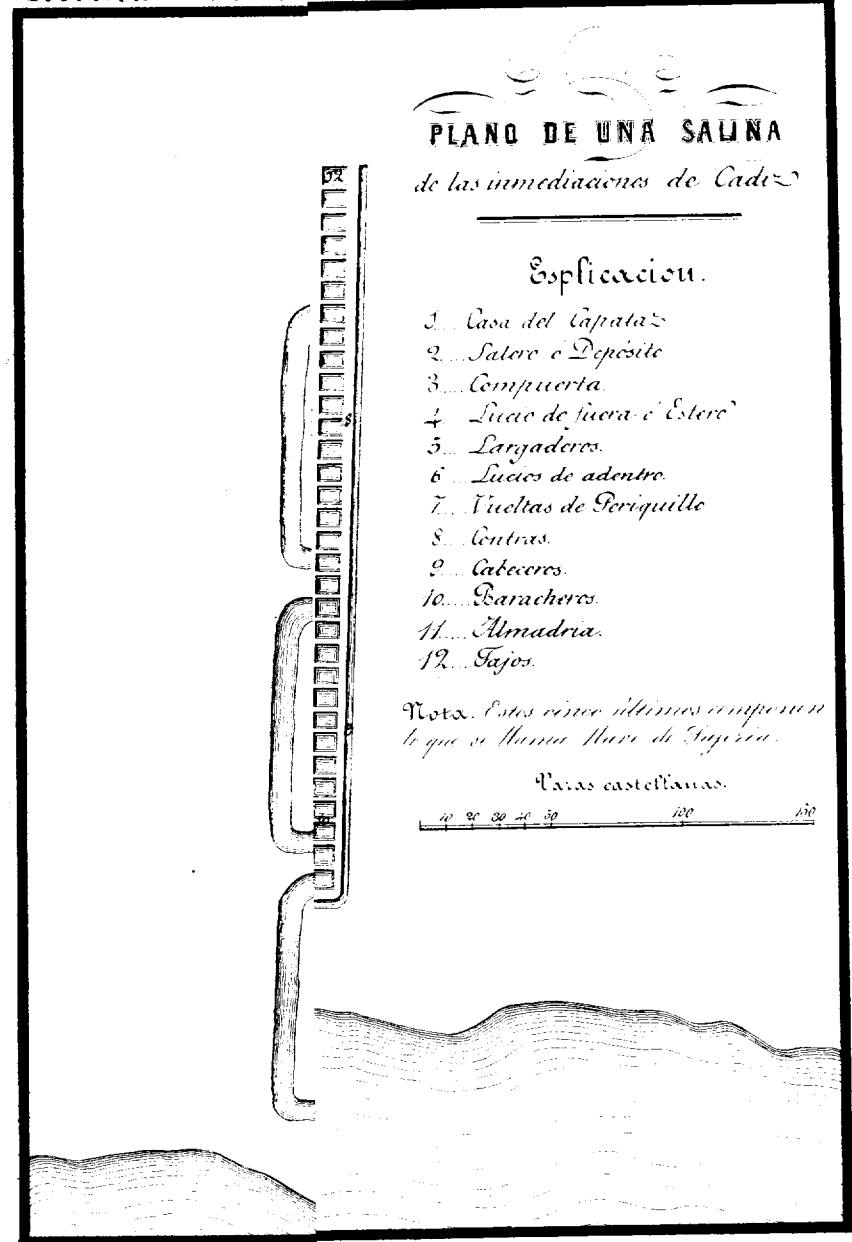 PLANO DE UNA SALINA
de las inmediaciones de Cadiz
Esplicacion.
1.... Casa del Capataz
2.... Salero ó Depósito
3.... Compuerta.
4.... Lucio de fuera ó Estero
5.... Largaderos.
6.... Lucios de adentro.
7.... Vueltas de Periquillo
8.... Contras.
9.... Cabeceros.
10.... Baracheros.
11.... Almadria.
12.... Tajos.
Nota. Estos cinco últimos componen
lo que se llama Nave de Tajería.
Varas castellanas.
10 20 30 40 50 100 150
12
8